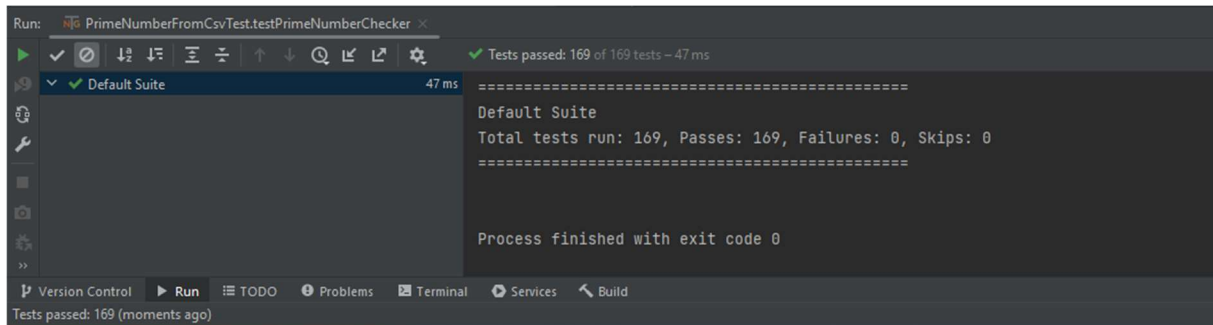 Run: NG PrimeNumberFromCsvTest.testPrimeNumberChecker ×
Tests passed: 169 of 169 tests – 47 ms
Default Suite 47 ms
===============================================
Default Suite
Total tests run: 169, Passes: 169, Failures: 0, Skips: 0
===============================================
Process finished with exit code 0
Version Control Run TODO Problems Terminal Services Build
Tests passed: 169 (moments ago)